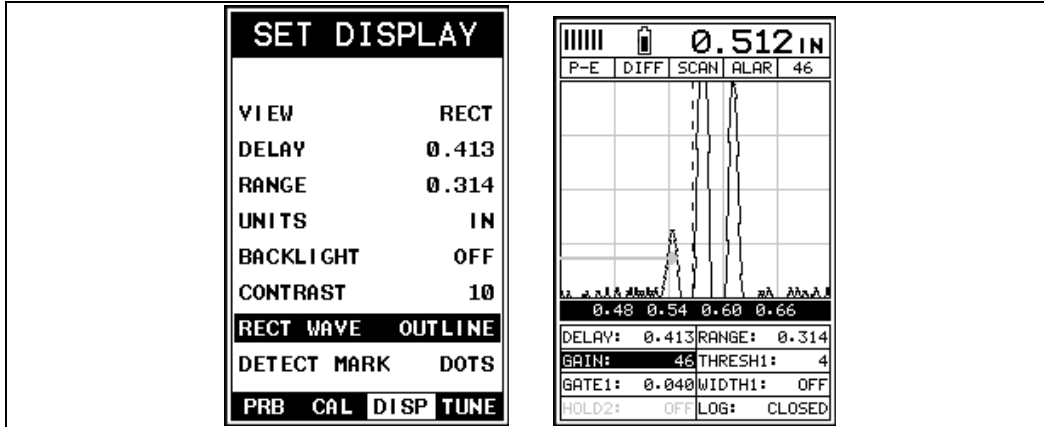 SET DISPLAY
VIEW RECT
DELAY 0.413
RANGE 0.314
UNITS IN
BACKLIGHT OFF
CONTRAST 10
RECT WAVE OUTLINE
DETECT MARK DOTS
PRB CAL DISP TUNE
0.512 IN
P-E DIFF SCAN ALAR 46
0.48 0.54 0.60 0.66
DELAY: 0.413 RANGE: 0.314
GAIN: 46 THRESH1: 4
GATE1: 0.040 WIDTH1: OFF
HOLD2: OFF LOG: CLOSED